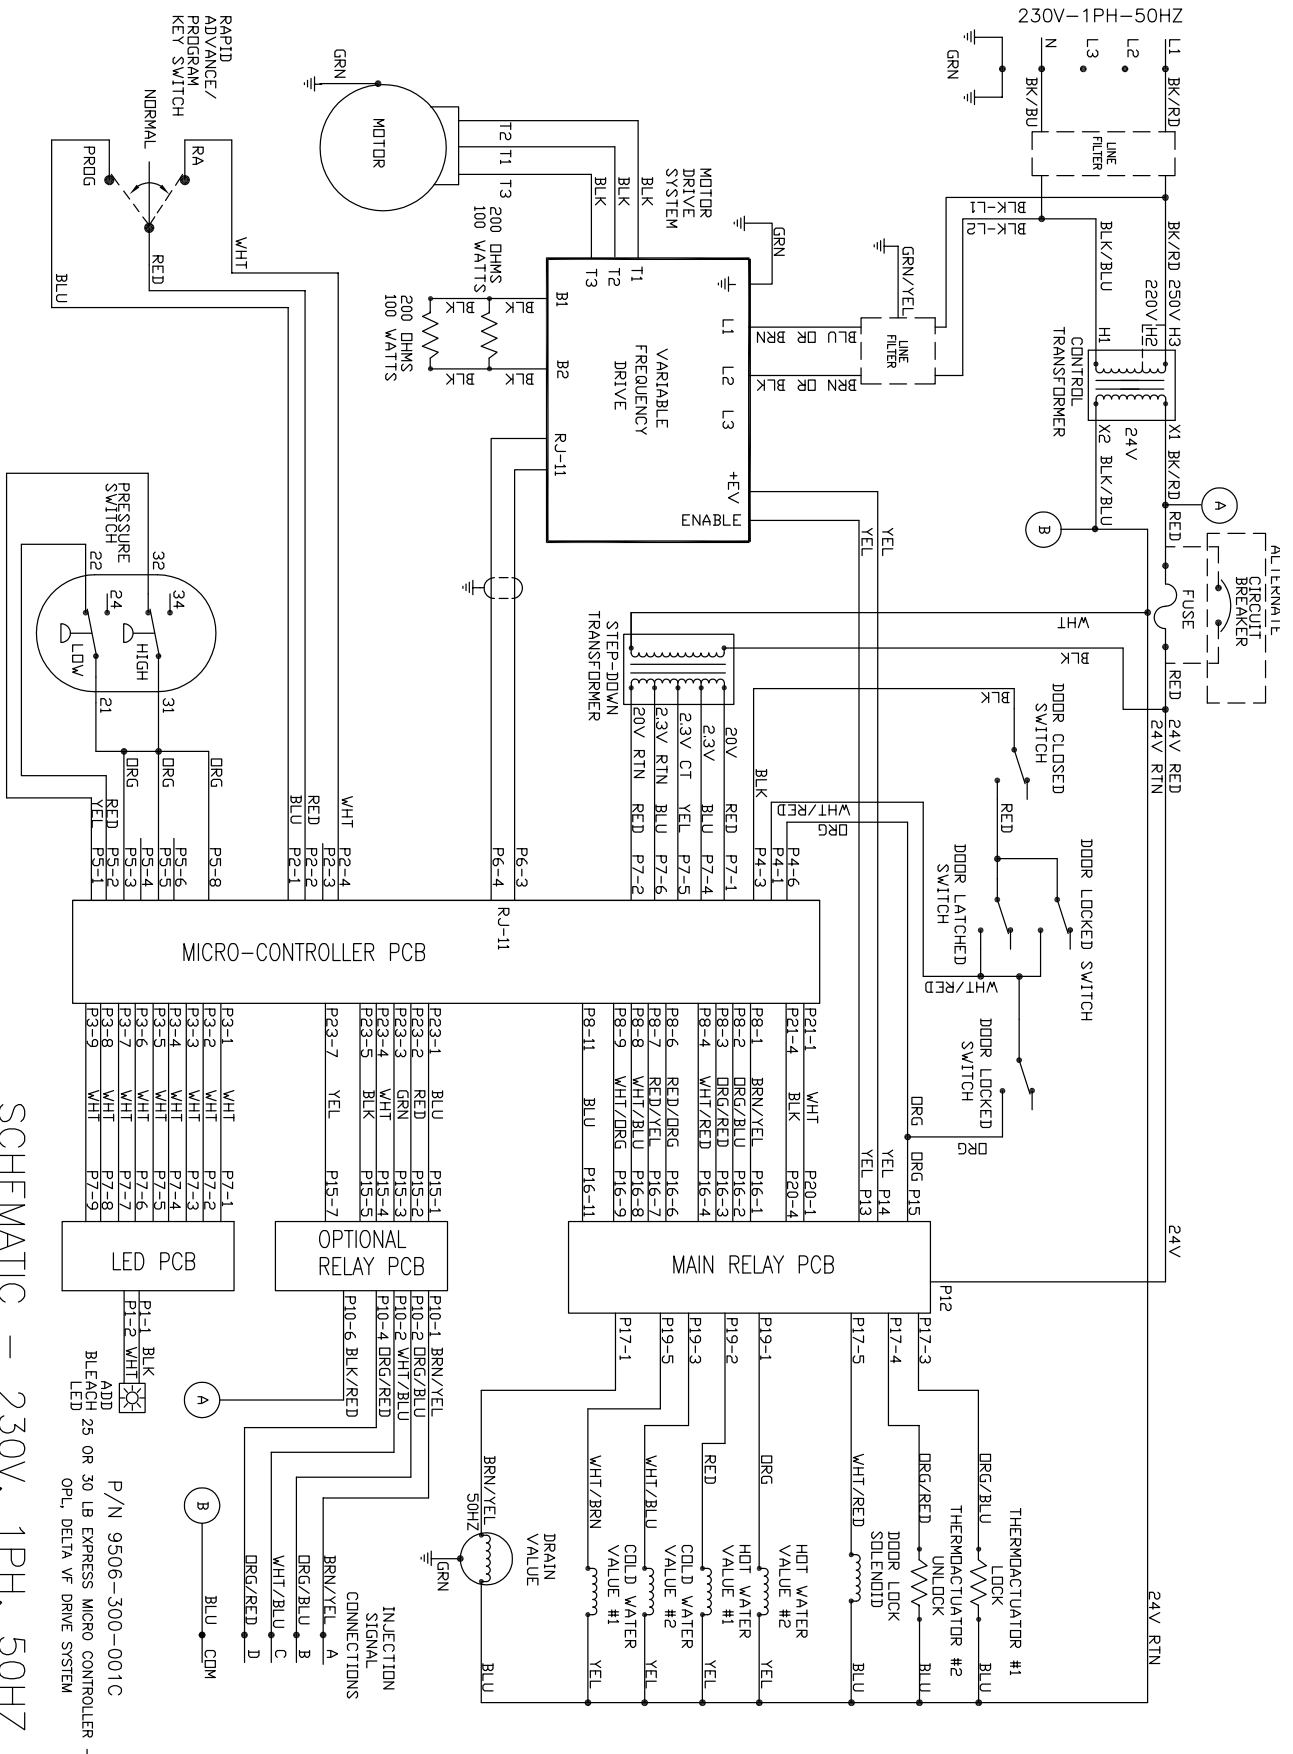 230V-1PH-50HZ
L1
L2
L3
N
GRN
BK/RD
BK/BU
LINE
FILTER
BLK-L1
BLK-L2
BLK/BLU
BK/RD
250V
H3
220V
H2
H1
CONTROL
TRANSFORMER
24V
X1
X2
BK/RD
BLK/BLU
A
B
RED
FUSE
CIRCUIT
BREAKER
RED
WHT
BLK
24V RED
24V RTN
24V
24V RTN
RAPID
ADVANCE/
PROGRAM
KEY SWITCH
NORMAL
RA
PROG
WHT
RED
BLU
GRN
MOTOR
T2
T1
T3
BLK
BLK
BLK
MOTOR
DRIVE
SYSTEM
GRN
GRN/YEL
LINE
FILTER
BLU OR BRN
BRN OR BLK
200 OHMS
100 WATTS
200 OHMS
100 WATTS
BLK
BLK
BLK
BLK
T1
T2
T3
B1
B2
RJ-11
L1
L2
L3
+EV
ENABLE
VARIABLE
FREQUENCY
DRIVE
YEL
YEL
STEP-DOWN
TRANSFORMER
20V
2.3V
2.3V CT
2.3V RTN
20V RTN
RED
BLU
YEL
BLU
RED
P7-1
P7-4
P7-5
P7-6
P7-2
DOOR CLOSED
SWITCH
BLK
BLK
RED
DOOR LOCKED SWITCH
DOOR LATCHED
SWITCH
WHT/RED
WHT/RED
ORG
DOOR LOCKED
SWITCH
ORG
ORG
P4-6
P4-1
P4-3
PRESSURE
SWITCH
32
22
34
24
HIGH
LOW
31
21
ORG
ORG
ORG
RED
YEL
WHT
RED
BLU
P5-8
P5-6
P5-5
P5-4
P5-3
P5-2
P5-1
P2-4
P2-3
P2-2
P2-1
P6-3
P6-4
RJ-11
MICRO-CONTROLLER PCB
P21-1 WHT P20-1
P21-4 BLK P20-4
P8-1 BRN/YEL P16-1
P8-2 ORG/BLU P16-2
P8-3 ORG/RED P16-3
P8-4 WHT/RED P16-4
P8-6 RED/ORG P16-6
P8-7 RED/YEL P16-7
P8-8 WHT/BLU P16-8
P8-9 WHT/ORG P16-9
P8-11 BLU P16-11
P23-1 BLU P15-1
P23-2 RED P15-2
P23-3 GRN P15-3
P23-4 WHT P15-4
P23-5 BLK P15-5
P23-7 YEL P15-7
P3-1 WHT P7-1
P3-2 WHT P7-2
P3-3 WHT P7-3
P3-4 WHT P7-4
P3-5 WHT P7-5
P3-6 WHT P7-6
P3-7 WHT P7-7
P3-8 WHT P7-8
P3-9 WHT P7-9
ORG P15
YEL P14
YEL P13
MAIN RELAY PCB
P12
OPTIONAL
RELAY PCB
LED PCB
P17-3
P17-4
P17-5
P19-1
P19-2
P19-3
P19-5
P17-1
P10-1 BRN/YEL
P10-2 ORG/BLU
P10-2 WHT/BLU
P10-4 ORG/RED
P10-6 BLK/RED
P1-1 BLK
P1-2 WHT
ADD
BLEACH
LED
A
B
ORG/BLU
THERMOACTUATOR #1
LOCK
BLU
ORG/RED
THERMOACTUATOR #2
UNLOCK
BLU
WHT/RED
DOOR LOCK
SOLENOID
BLU
ORG
HOT WATER
VALUE #2
YEL
RED
HOT WATER
VALUE #1
YEL
WHT/BLU
COLD WATER
VALUE #2
YEL
WHT/BRN
COLD WATER
VALUE #1
YEL
BRN/YEL
50HZ
DRAIN
VALUE
GRN
BLU
INJECTION
SIGNAL
CONNECTIONS
BRN/YEL A
ORG/BLU B
WHT/BLU C
ORG/RED D
BLU COM
P/N 9506-300-001C
25 OR 30 LB EXPRESS MICRO CONTROLLER -
OPL, DELTA VF DRIVE SYSTEM
SCHEMATIC - 230V, 1PH, 50HZ